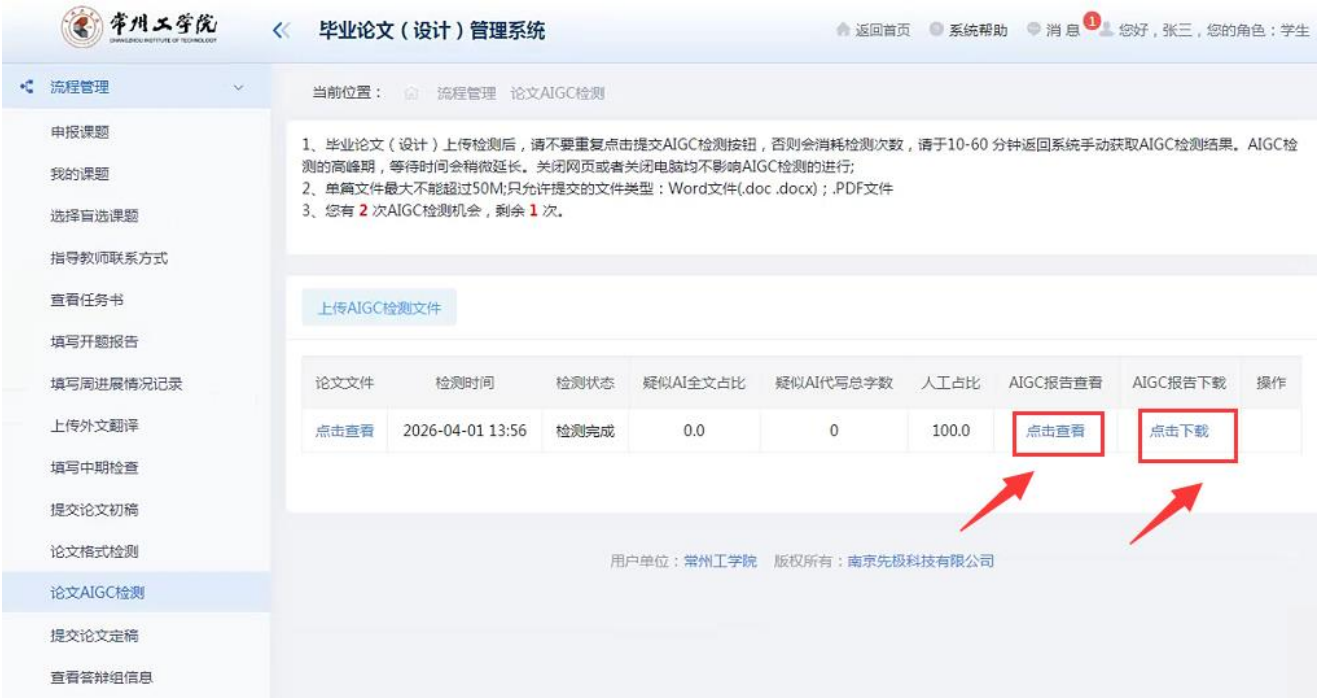 常州工学院
CHANGZHOU INSTITUTE OF TECHNOLOGY
毕业论文（设计）管理系统
返回首页 系统帮助 消息 1 您好，张三，您的角色：学生
流程管理
申报课题
我的课题
选择盲选课题
指导教师联系方式
查看任务书
填写开题报告
填写周进展情况记录
上传外文翻译
填写中期检查
提交论文初稿
论文格式检测
论文AIGC检测
提交论文定稿
查看答辩组信息
当前位置： 流程管理 论文AIGC检测
1、毕业论文（设计）上传检测后，请不要重复点击提交AIGC检测按钮，否则会消耗检测次数，请于10-60 分钟返回系统手动获取AIGC检测结果。AIGC检
测的高峰期，等待时间会稍微延长。关闭网页或者关闭电脑均不影响AIGC检测的进行;
2、单篇文件最大不能超过50M;只允许提交的文件类型：Word文件(.doc .docx)；.PDF文件
3、您有 2 次AIGC检测机会，剩余 1 次。
上传AIGC检测文件
论文文件 检测时间 检测状态 疑似AI全文占比 疑似AI代写总字数 人工占比 AIGC报告查看 AIGC报告下载 操作
点击查看 2026-04-01 13:56 检测完成 0.0 0 100.0 点击查看 点击下载
用户单位：常州工学院 版权所有：南京先极科技有限公司